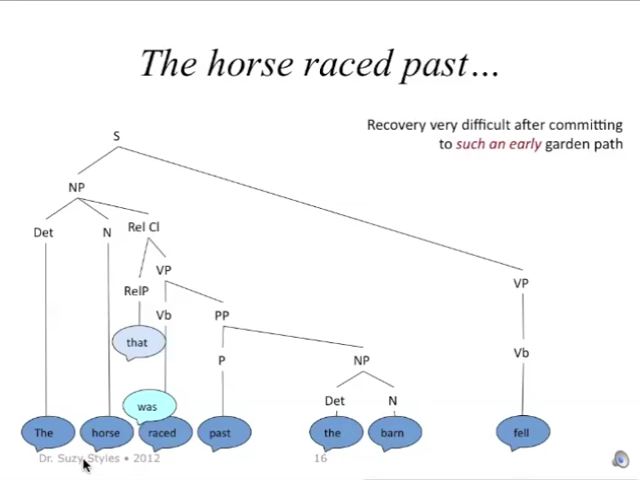 The horse raced past…
Recovery very difficult after committing
to such an early garden path
S
NP
Det N Rel Cl
VP
VP
RelP
Vb PP
that
Vb
P NP
Det N
was
The horse raced past the barn fell
Dr. Suzy Styles • 2012 16